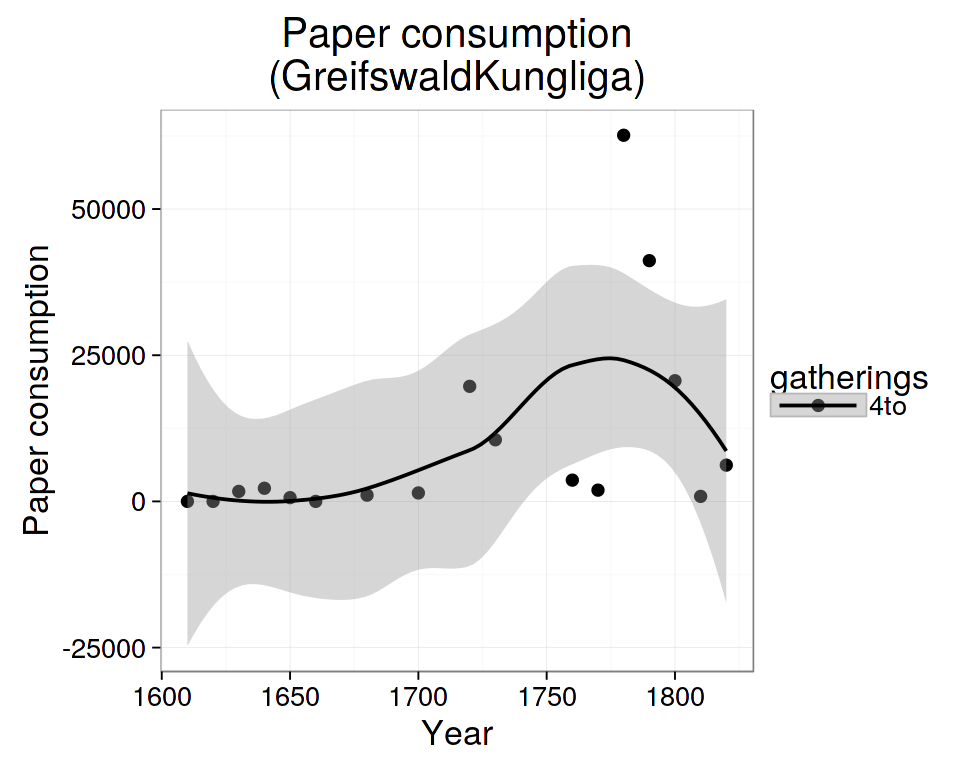 Paper consumption
(GreifswaldKungliga)
Paper consumption
50000
25000
0
-25000
1600
1650
1700
1750
1800
Year
gatherings
4to